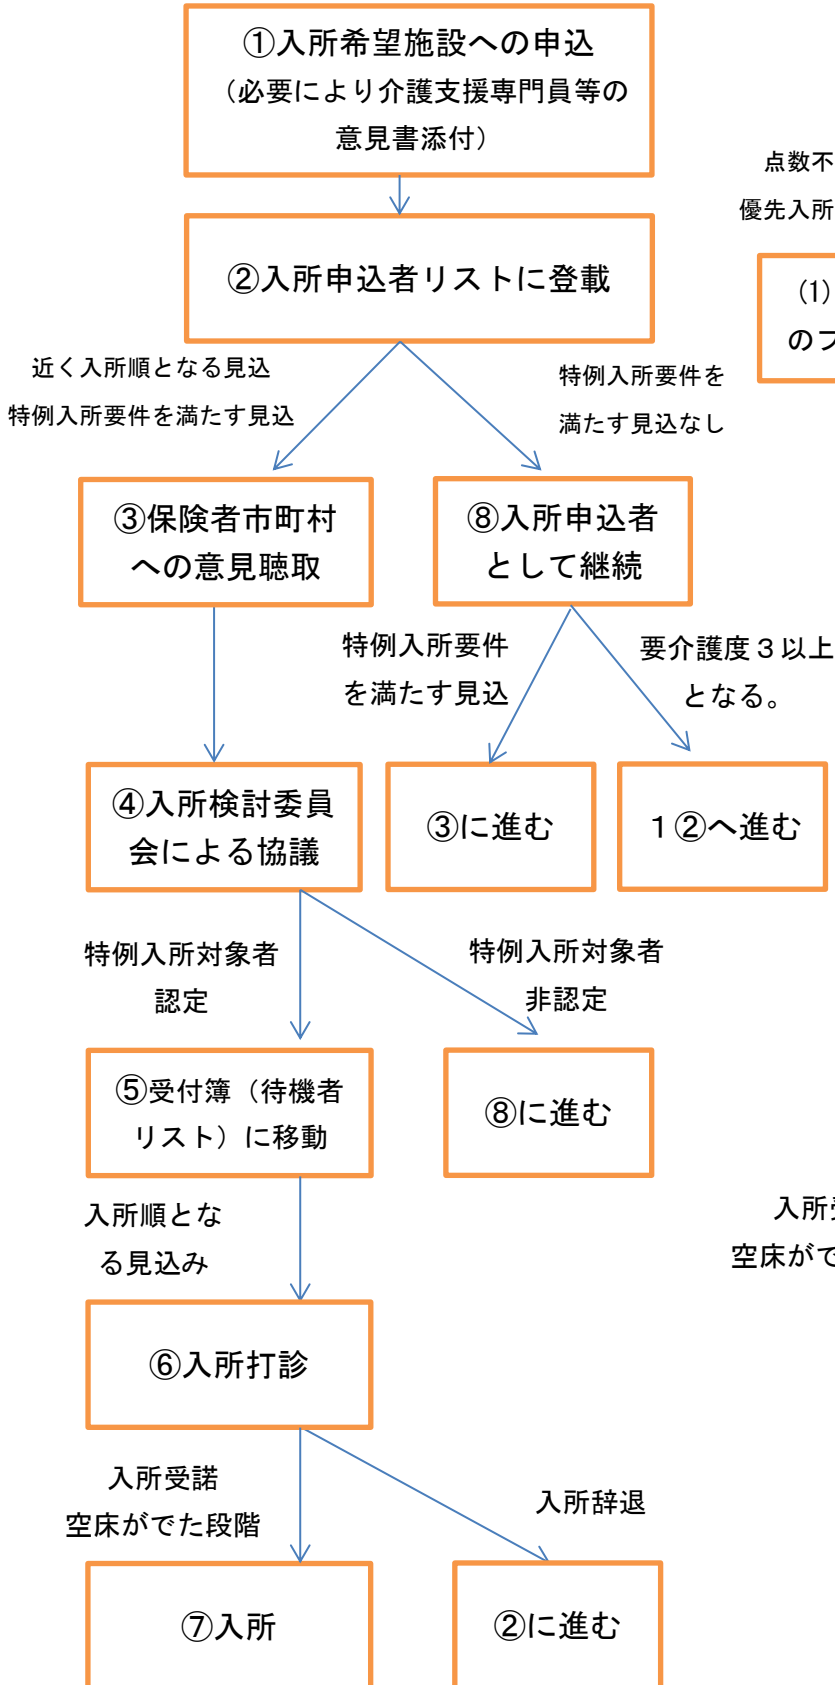 ①入所希望施設への申込
（必要により介護支援専門員等の
意見書添付）
点数不
優先入所
②入所申込者リストに登載
(1)
のフ
近く入所順となる見込
特例入所要件を満たす見込
特例入所要件を
満たす見込なし
③保険者市町村
への意見聴取
⑧入所申込者
として継続
特例入所要件
を満たす見込
要介護度３以上
となる。
④入所検討委員
会による協議
③に進む
１②へ進む
特例入所対象者
認定
特例入所対象者
非認定
⑤受付簿（待機者
リスト）に移動
⑧に進む
入所順とな
る見込み
入所受
空床がで
⑥入所打診
入所受諾
空床がでた段階
入所辞退
⑦入所
②に進む